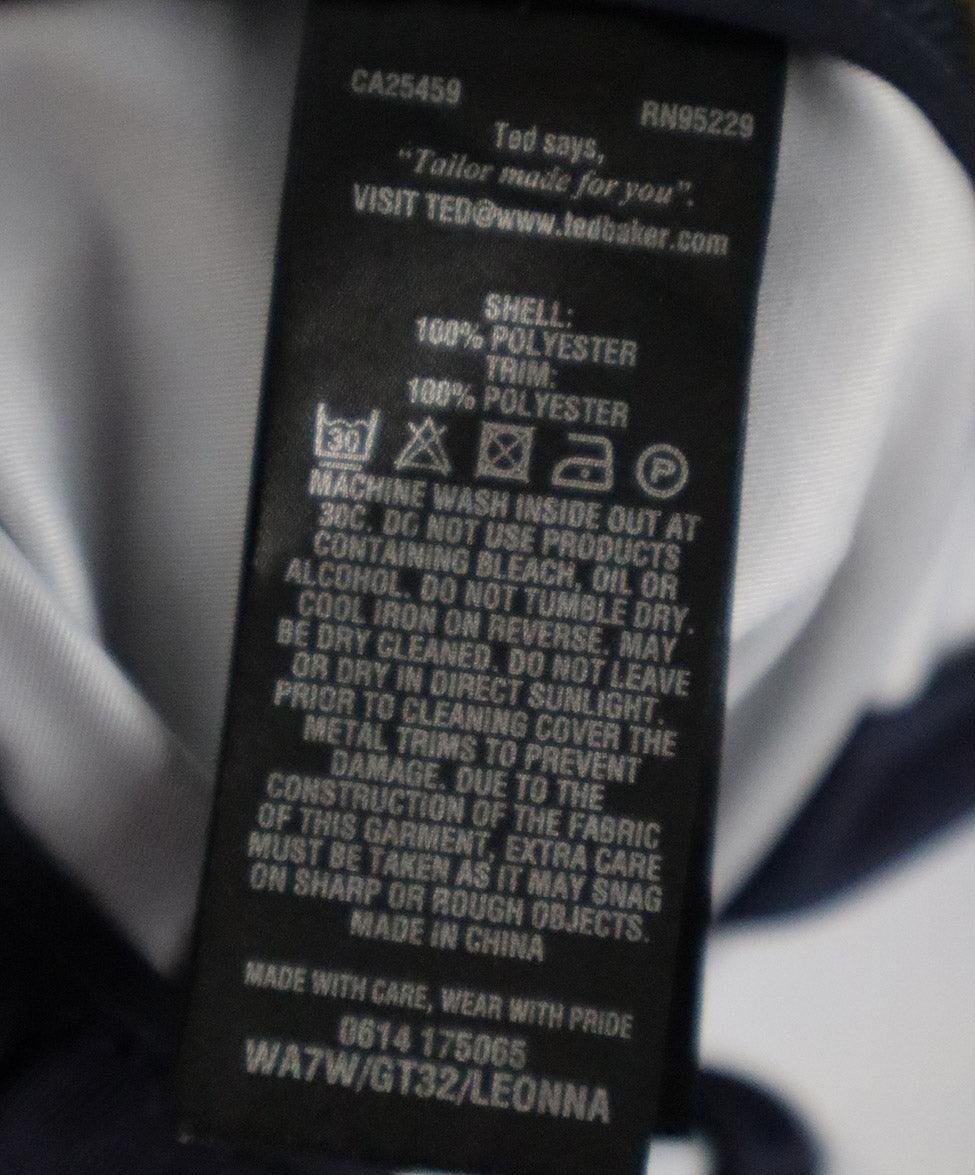 CA25459
RN95229
Ted says,
“Tailor made for you”.
VISIT TED@www.tedbaker.com
SHELL:
100% POLYESTER
TRIM:
100% POLYESTER
30 P
MACHINE WASH INSIDE OUT AT
30C. DO NOT USE PRODUCTS
CONTAINING BLEACH, OIL OR
ALCOHOL. DO NOT TUMBLE DRY.
COOL IRON ON REVERSE. MAY
BE DRY CLEANED. DO NOT LEAVE
OR DRY IN DIRECT SUNLIGHT.
PRIOR TO CLEANING COVER THE
METAL TRIMS TO PREVENT
DAMAGE. DUE TO THE
CONSTRUCTION OF THE FABRIC
OF THIS GARMENT, EXTRA CARE
MUST BE TAKEN AS IT MAY SNAG
ON SHARP OR ROUGH OBJECTS.
MADE IN CHINA
MADE WITH CARE, WEAR WITH PRIDE
0614 175065
WA7W/GT32/LEONNA